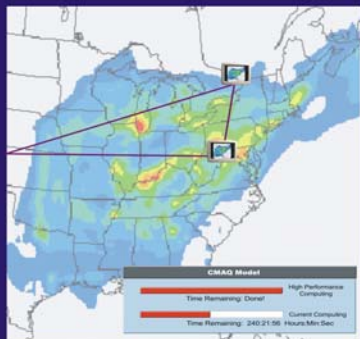 CMAQ Model
High Performance
Computing
Time Remaining: Done!
Current Computing
Time Remaining: 240:21:56 Hours:Min:Sec